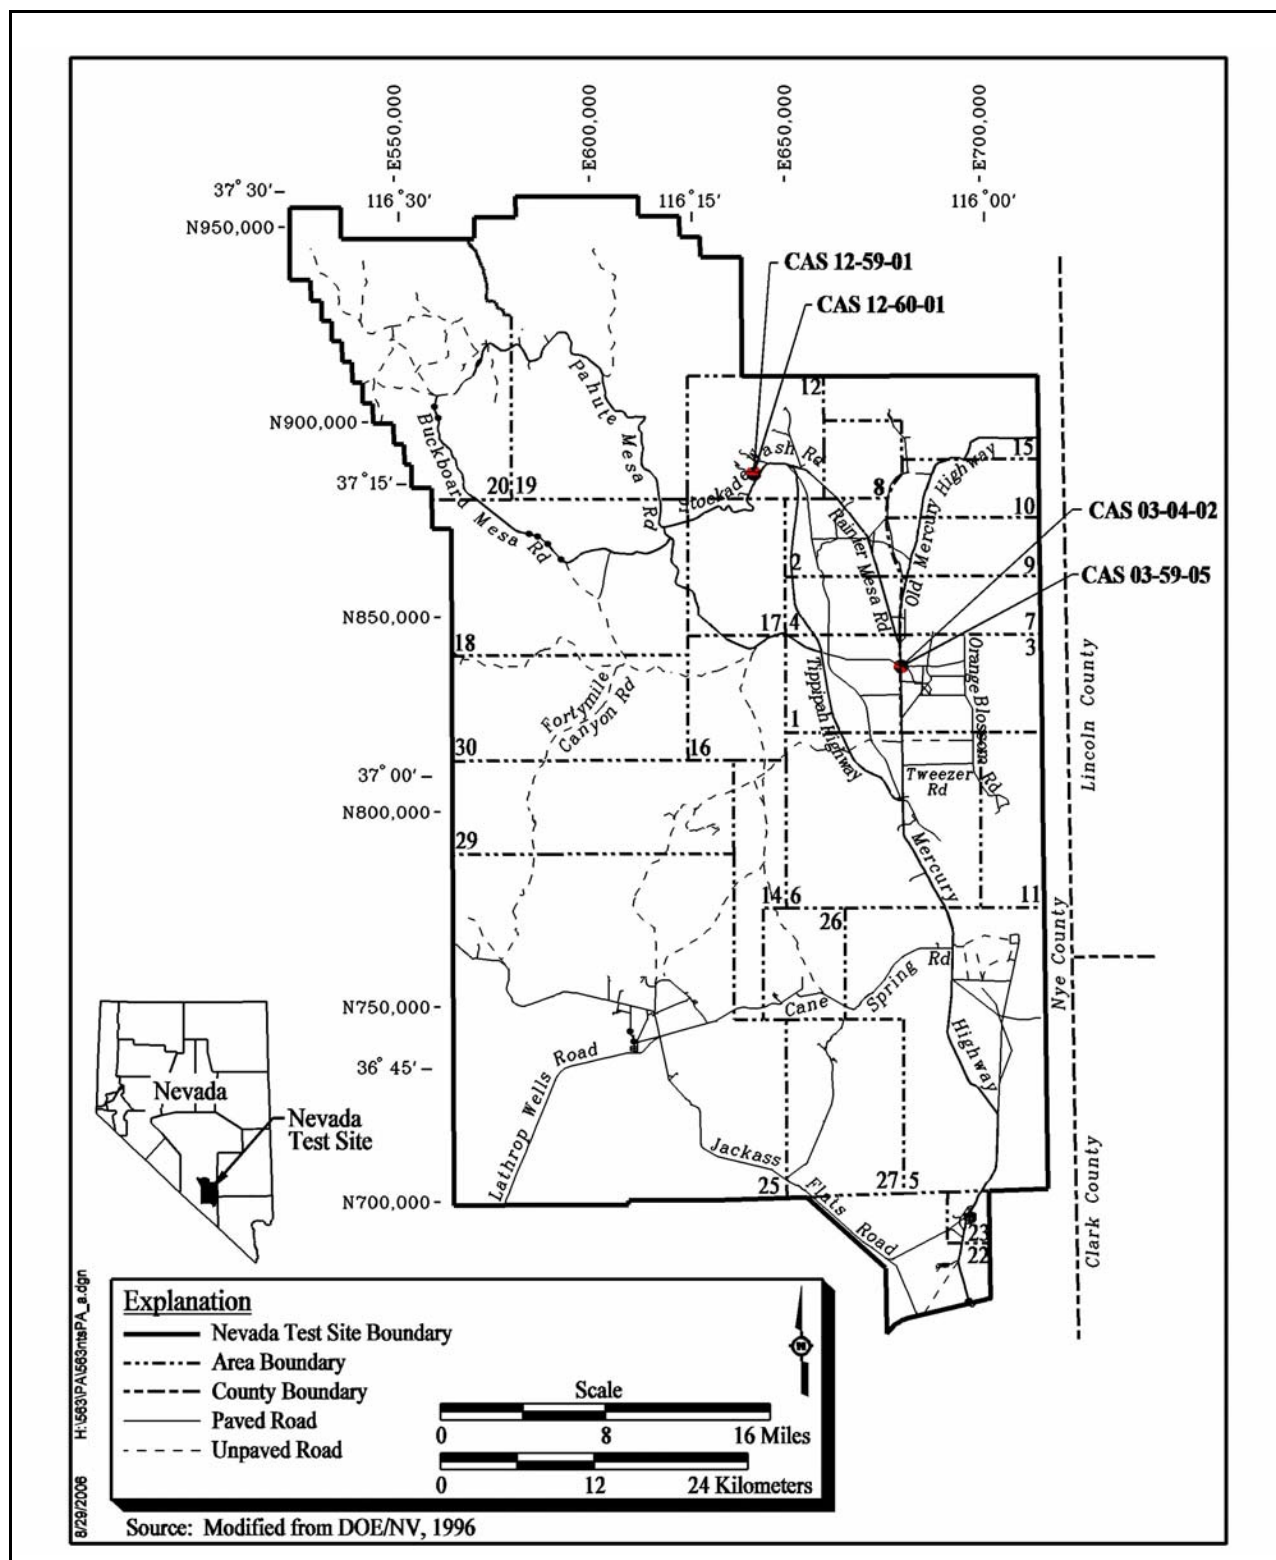 E550,000
E600,000
E650,000
E700,000
37° 30′
116° 30′
116° 15′
116° 00′
N950,000
CAS 12-59-01
CAS 12-60-01
Pahute Mesa Rd
12
N900,000
Buckboard Mesa Rd
Stockade Wash Rd
15
Old Mercury Highway
37° 15′
20
19
8
10
CAS 03-04-02
Rainier Mesa Rd
2
9
CAS 03-59-05
N850,000
17
4
7
18
3
Orange Blossom Rd
Tippipah Highway
Fortymile
Canyon Rd
1
Lincoln County
30
16
37° 00′
Tweezer
Rd
N800,000
29
Mercury Highway
14
6
11
26
Nye County
Cane Spring Rd
N750,000
36° 45′
Lathrop Wells Road
Nevada
Nevada
Test Site
Jackass Flats Road
25
27
5
N700,000
Clark County
23
22
Explanation
Nevada Test Site Boundary
Area Boundary
County Boundary
Paved Road
Unpaved Road
N
Scale
0 8 16 Miles
0 12 24 Kilometers
Source: Modified from DOE/NV, 1996
8/29/2006 H:\563\PA\563ntsPA_a.dgn